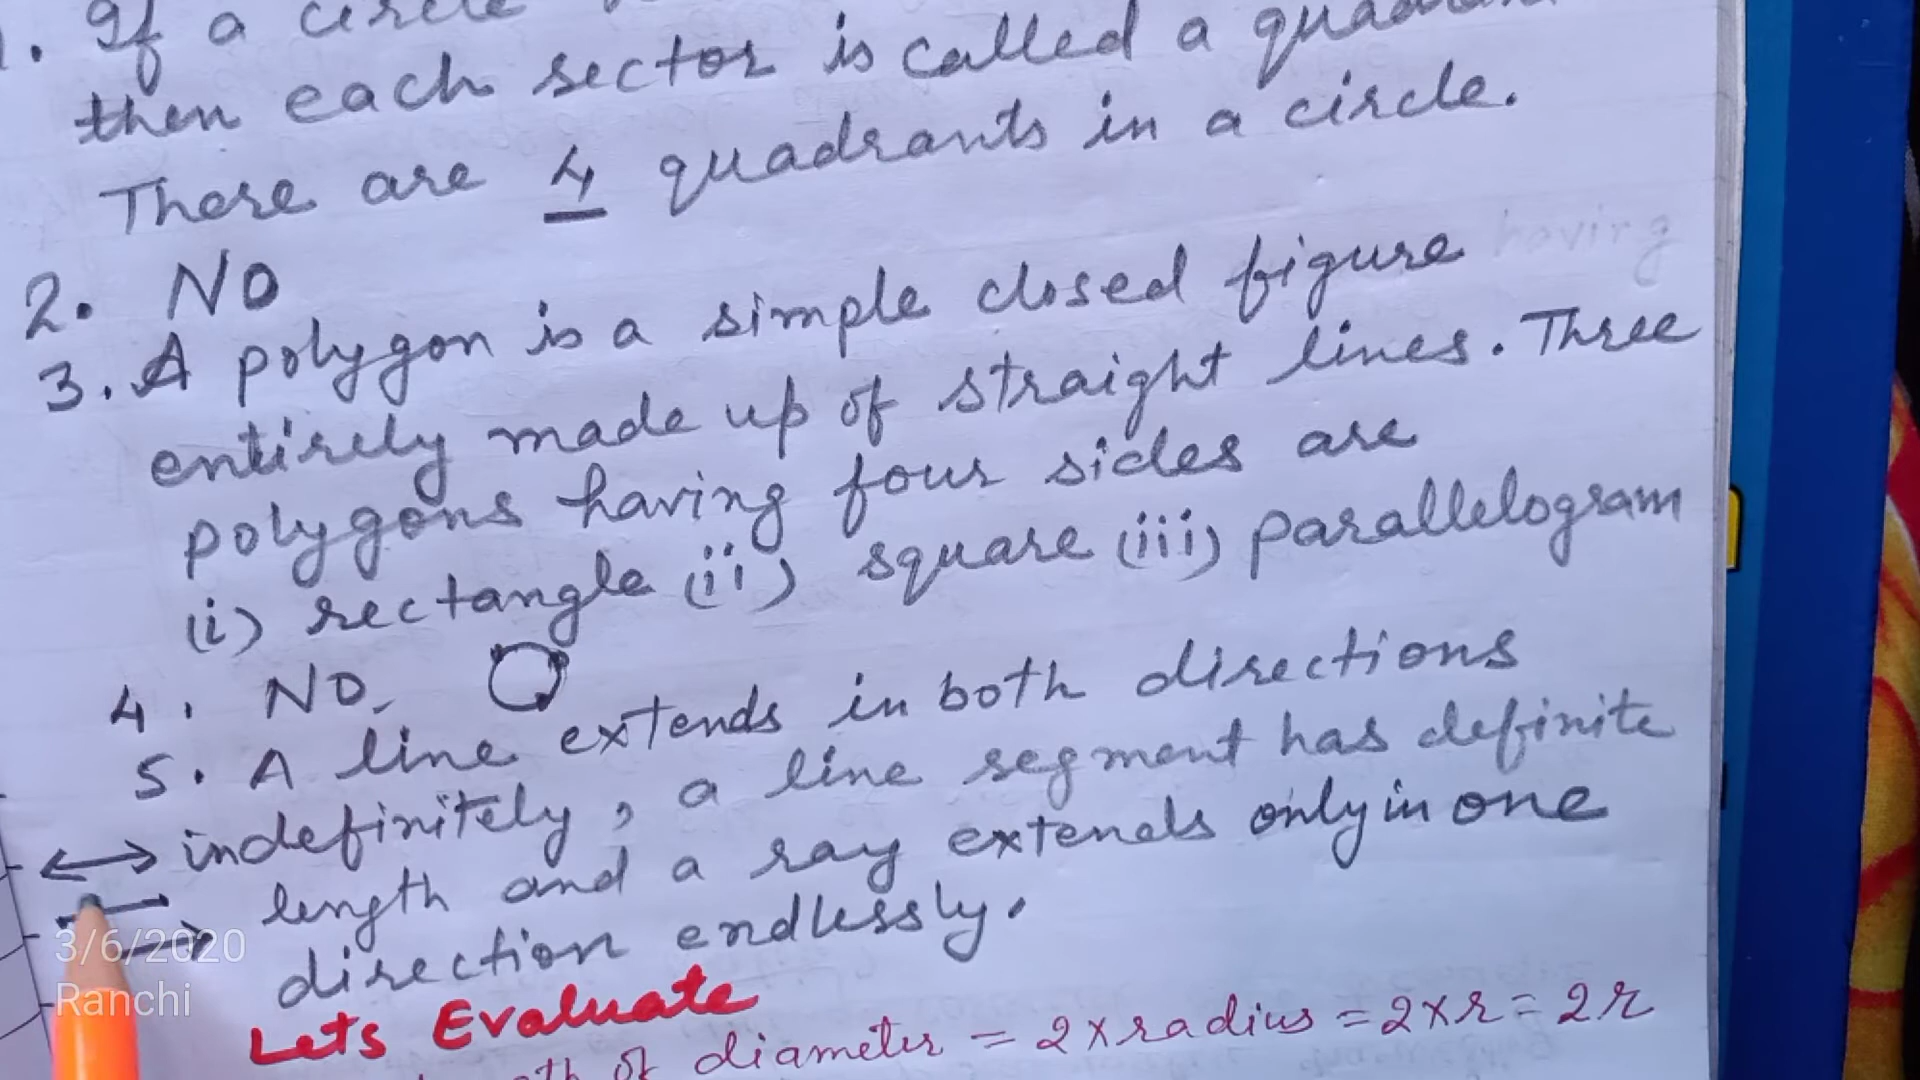 . If a circle
then each sector is called a
There are 4 quadrants in a circle.
2. NO
3. A polygon is a simple closed figure having
entirely made up of straight lines. Three
polygons having four sides are
(i) rectangle (ii) square (iii) parallelogram
4. NO.
5. A line extends in both directions
indefinitely, a line segment has definite
length and a ray extends only in one
direction endlessly.
3/6/2020
Ranchi
Lets Evaluate
of diameter = 2 x radius = 2 x r = 2r